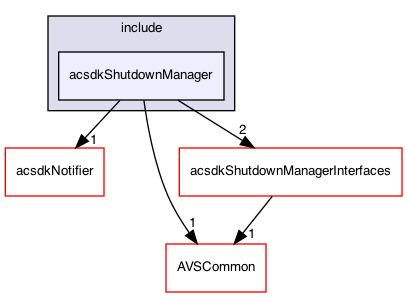 include
acsdkShutdownManager
1
2
acsdkNotifier
acsdkShutdownManagerInterfaces
1
1
AVSCommon